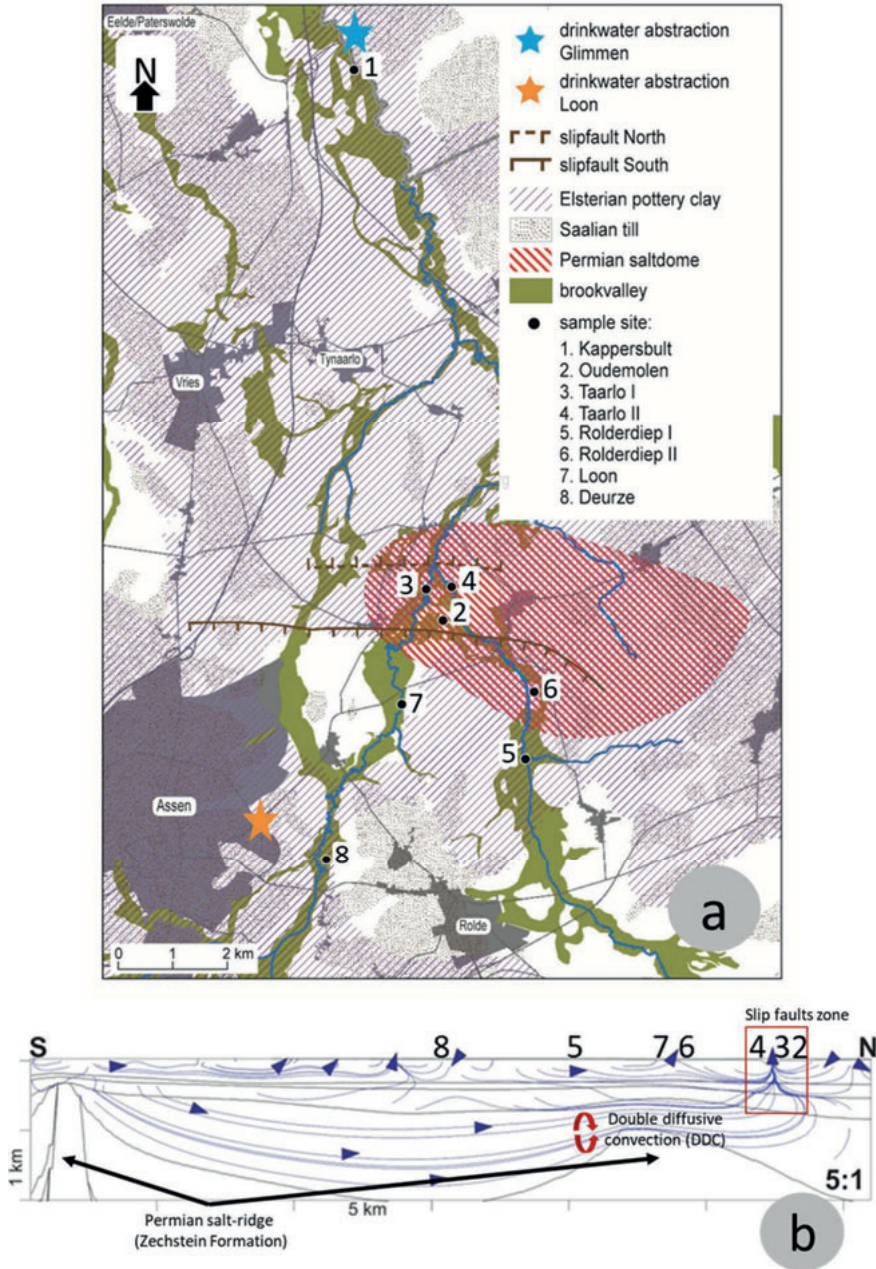 Eelde/Paterswolde
N
1
drinkwater abstraction
Glimmen
drinkwater abstraction
Loon
slipfault North
slipfault South
Elsterian pottery clay
Saalian till
Permian saltdome
brookvalley
sample site:
1. Kappersbult
2. Oudemolen
3. Taarlo I
4. Taarlo II
5. Rolderdiep I
6. Rolderdiep II
7. Loon
8. Deurze
Tynaarlo
Vries
3
4
2
6
7
5
Assen
8
Rolde
a
0 1 2 km
Slip faults zone
S 8 5 7 6 4 3 2 N
Double diffusive
convection (DDC)
1 km
5:1
5 km
Permian salt-ridge
(Zechstein Formation)
b